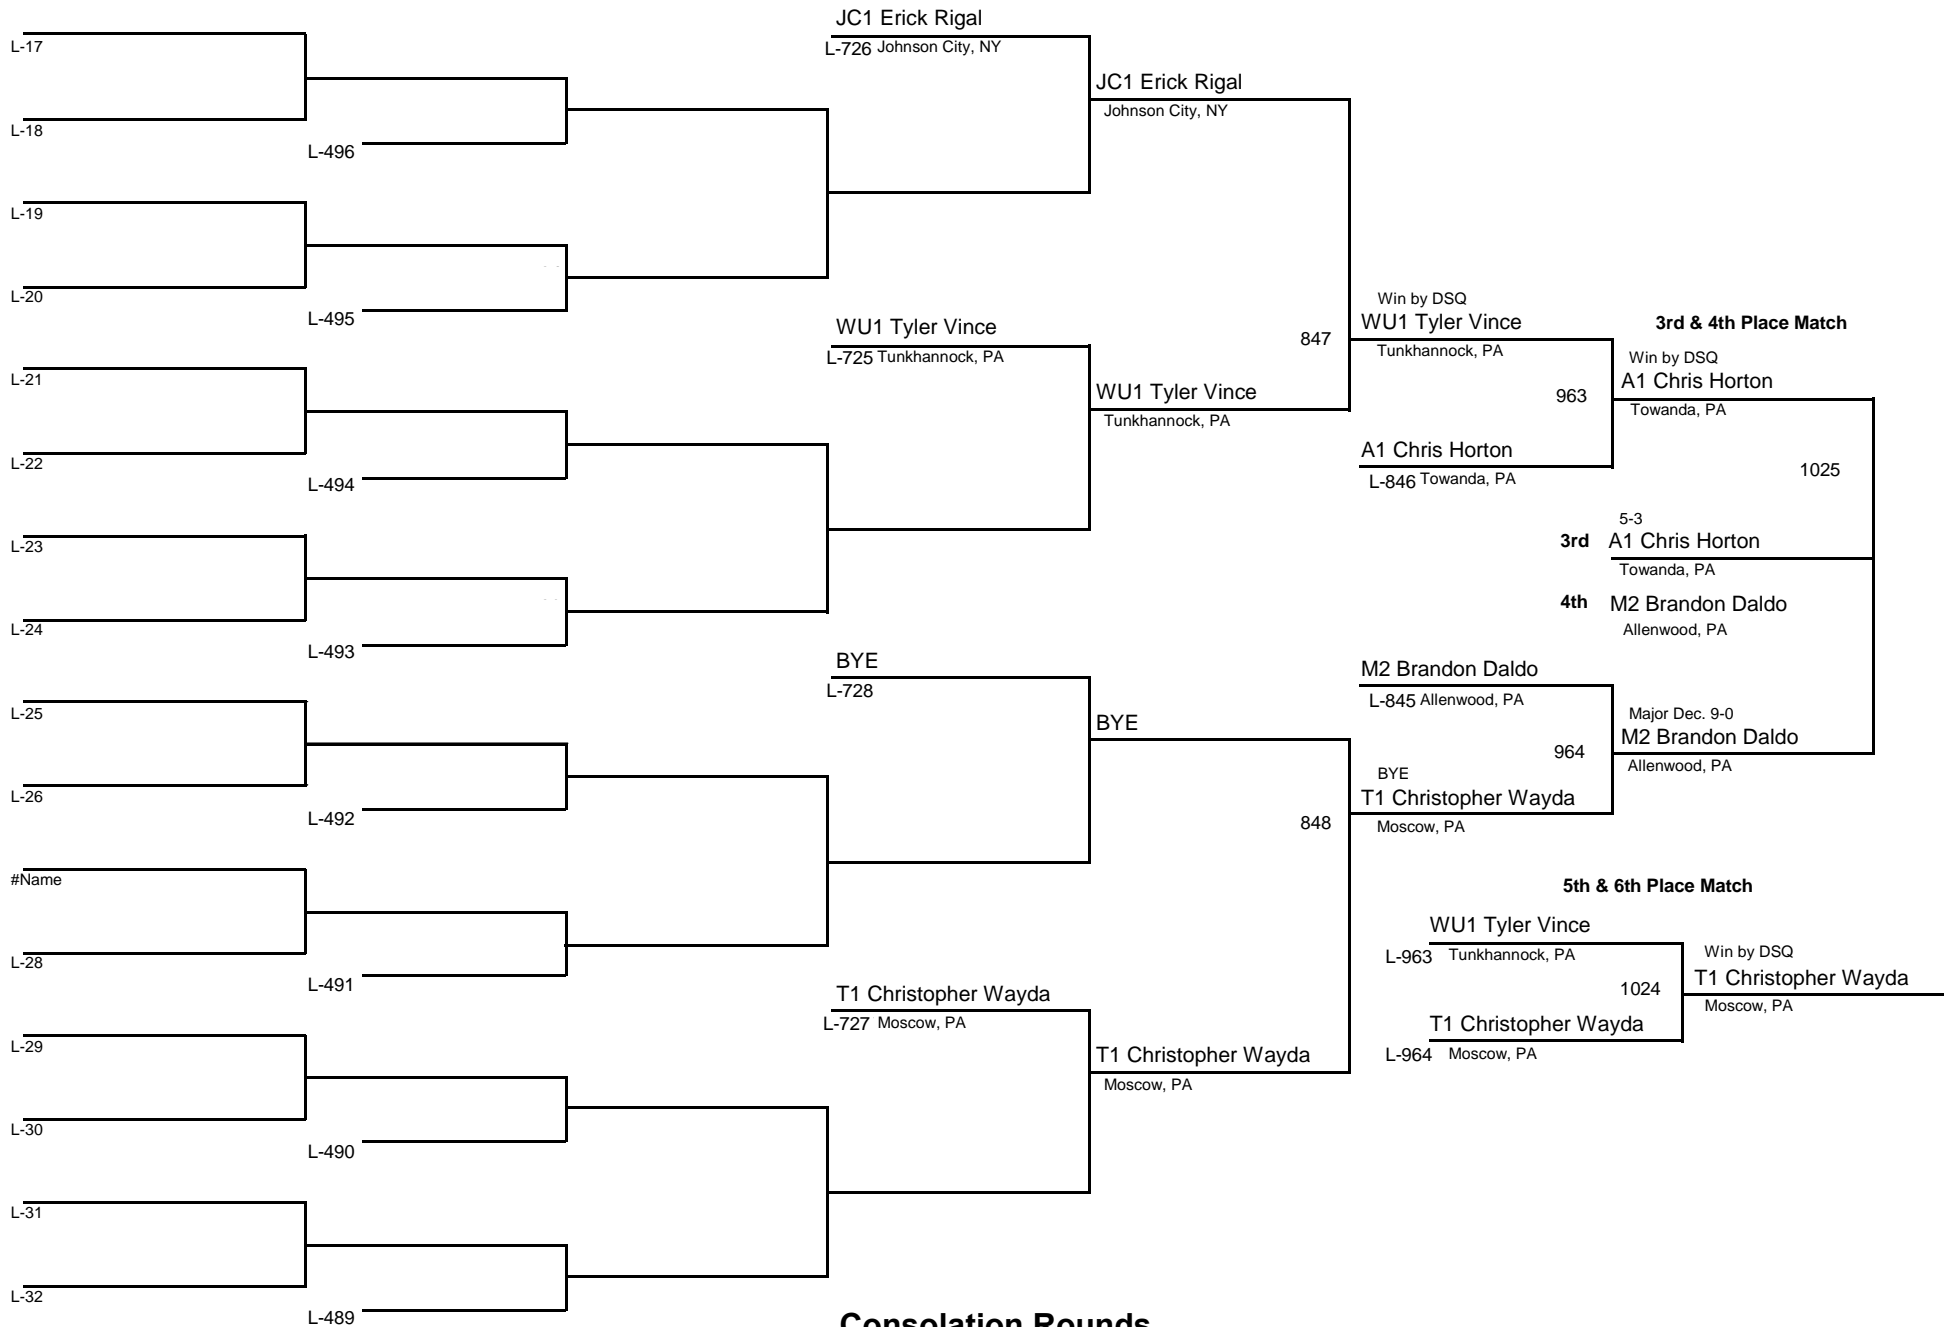 L-17
L-18
L-496
L-19
L-20
L-495
L-21
L-22
L-494
L-23
L-24
L-493
L-25
L-26
L-492
#Name
L-28
L-491
L-29
L-30
L-490
L-31
L-32
L-489
JC1 Erick Rigal
L-726 Johnson City, NY
WU1 Tyler Vince
L-725 Tunkhannock, PA
BYE
L-728
T1 Christopher Wayda
L-727 Moscow, PA
JC1 Erick Rigal
Johnson City, NY
847
WU1 Tyler Vince
Tunkhannock, PA
BYE
848
T1 Christopher Wayda
Moscow, PA
Win by DSQ
WU1 Tyler Vince
Tunkhannock, PA
963
A1 Chris Horton
L-846 Towanda, PA
M2 Brandon Daldo
L-845 Allenwood, PA
964
BYE
T1 Christopher Wayda
Moscow, PA
3rd & 4th Place Match
Win by DSQ
A1 Chris Horton
Towanda, PA
1025
5-3
3rd A1 Chris Horton
Towanda, PA
4th M2 Brandon Daldo
Allenwood, PA
Major Dec. 9-0
M2 Brandon Daldo
Allenwood, PA
5th & 6th Place Match
WU1 Tyler Vince
L-963 Tunkhannock, PA
1024
T1 Christopher Wayda
L-964 Moscow, PA
Win by DSQ
T1 Christopher Wayda
Moscow, PA
Consolation Rounds